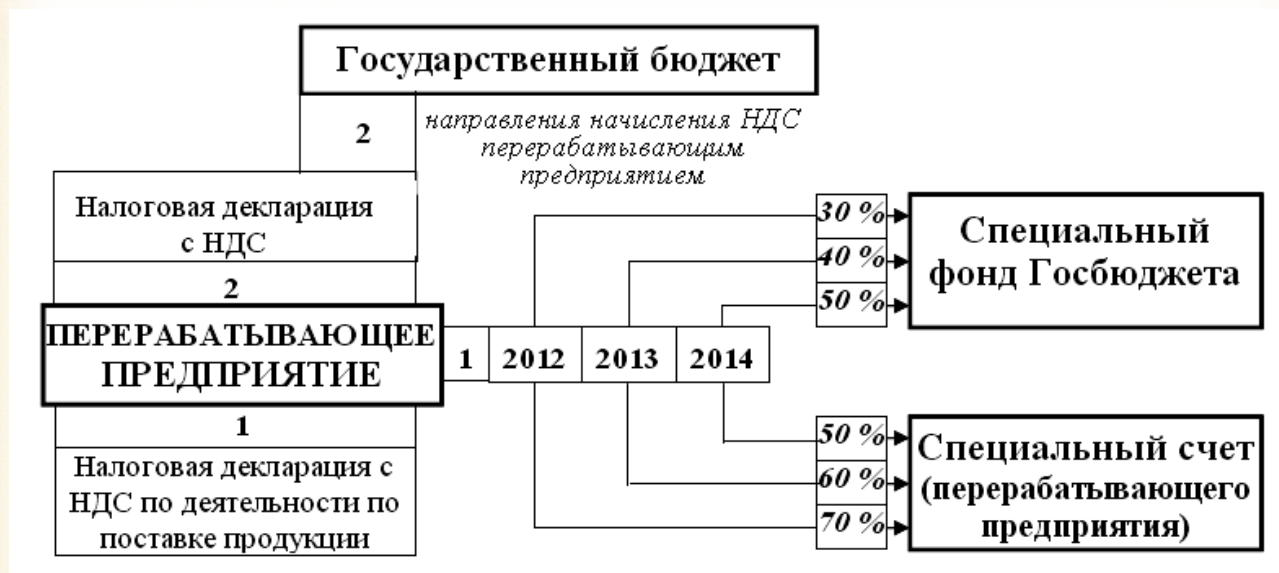 Государственный бюджет
2
направления начисления НДС
перерабатывающим
предприятием
Налоговая декларация
с НДС
2
ПЕРЕРАБАТЫВАЮЩЕЕ
ПРЕДПРИЯТИЕ
1
2012
2013
2014
1
Налоговая декларация с
НДС по деятельности по
поставке продукции
30 %
40 %
50 %
Специальный
фонд Госбюджета
50 %
60 %
70 %
Специальный счет
(перерабатывающего
предприятия)